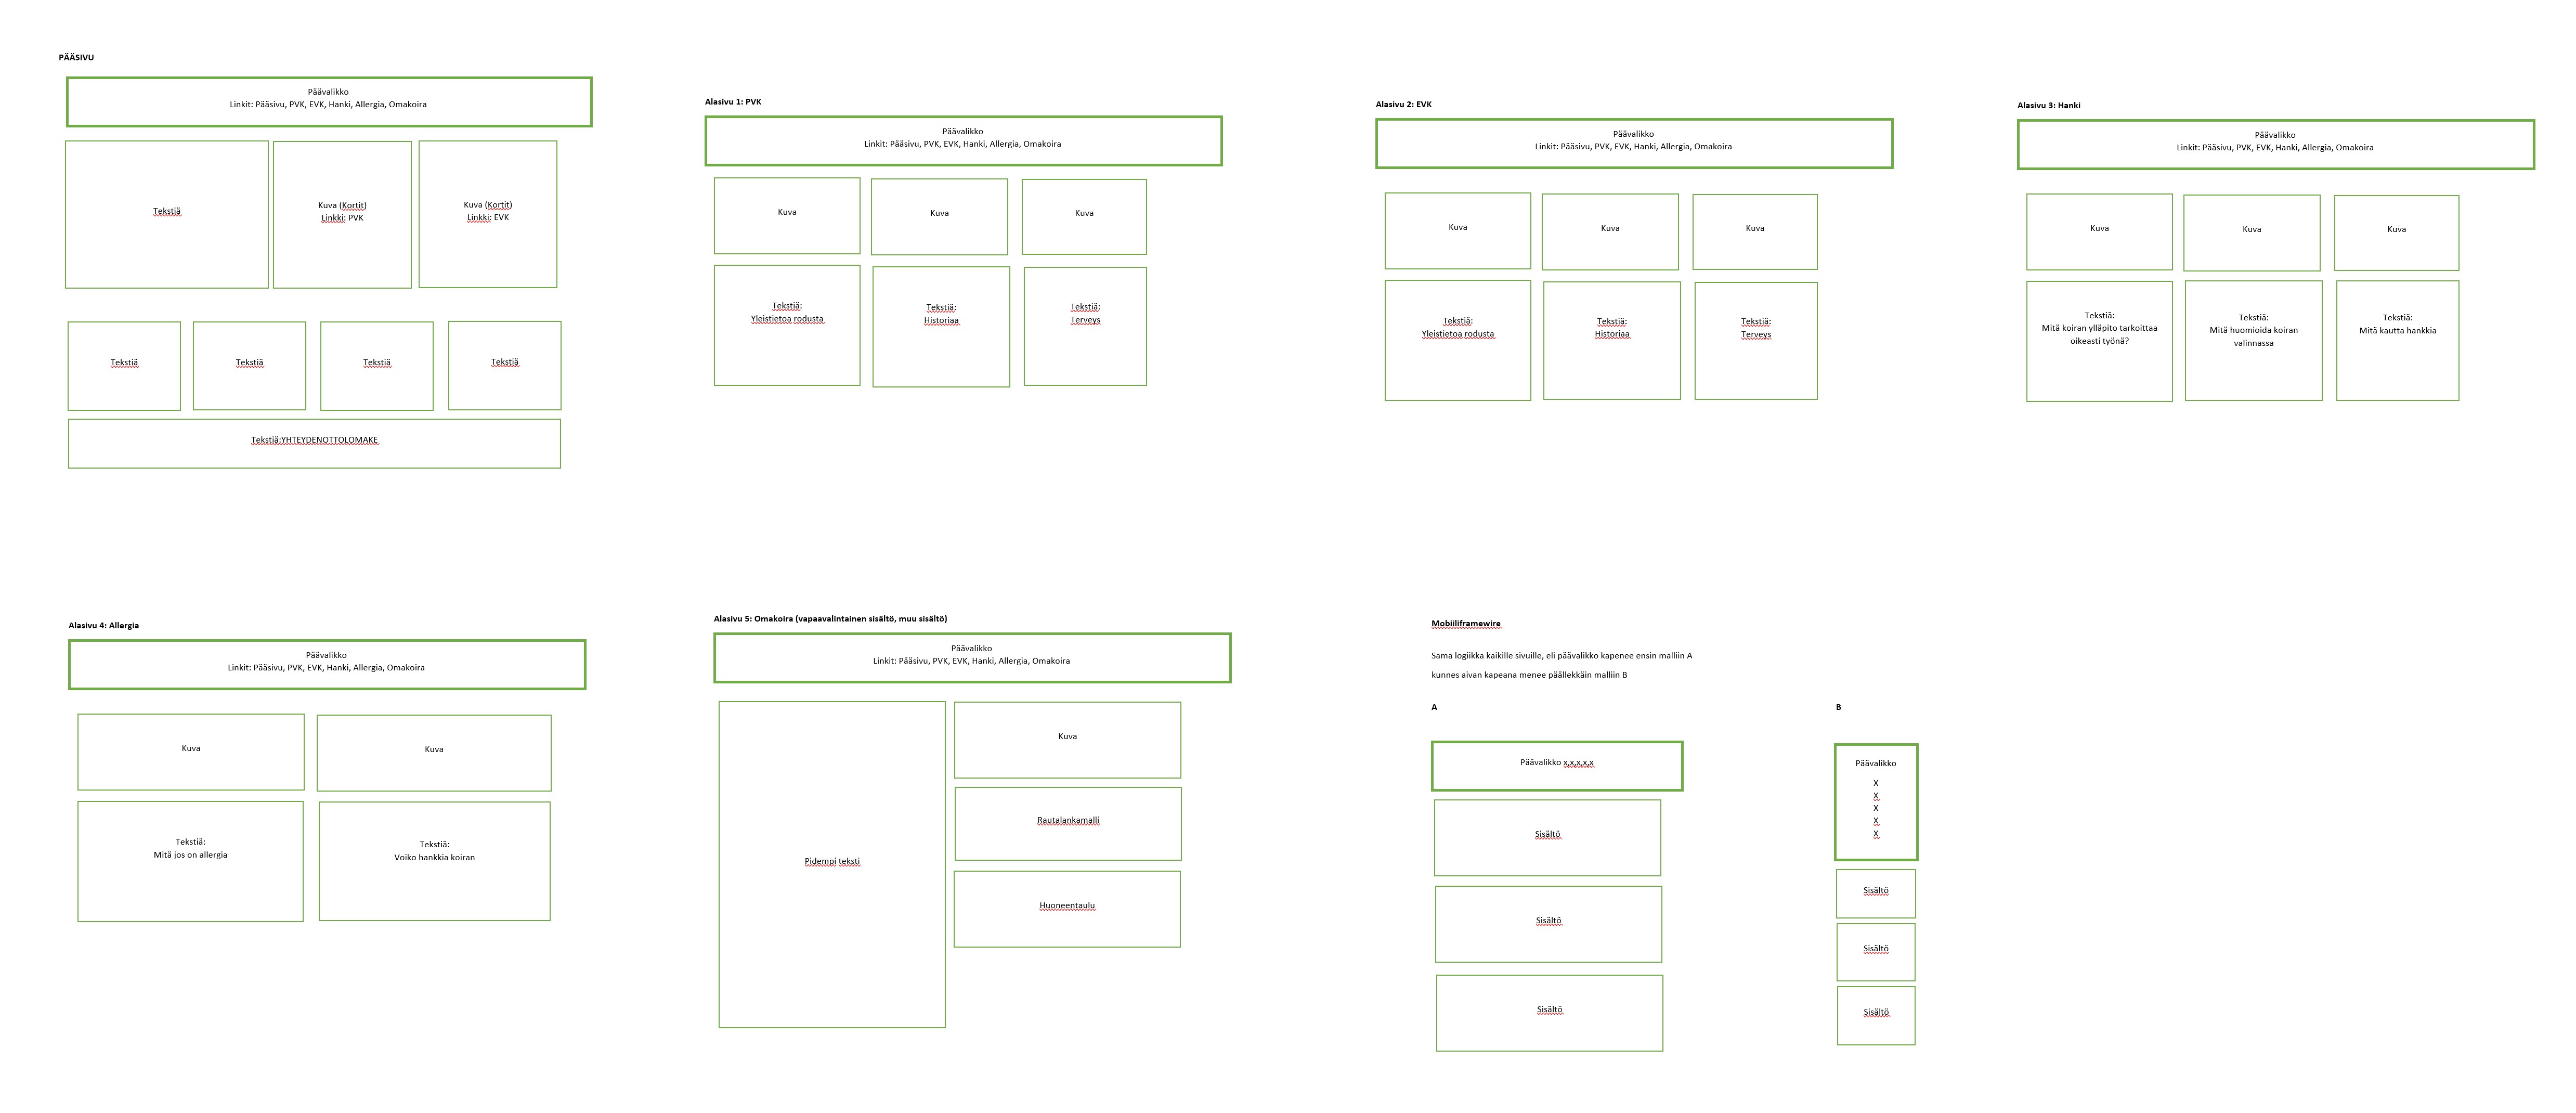 PÄÄSIVU
Päävalikko
Linkit: Pääsivu, PVK, EVK, Hanki, Allergia, Omakoira
Tekstiä
Kuva (Kortit)
Linkki: PVK
Kuva (Kortit)
Linkki: EVK
Tekstiä
Tekstiä
Tekstiä
Tekstiä
Tekstiä;YHTEYDENOTTOLOMAKE
Alasivu 1: PVK
Päävalikko
Linkit: Pääsivu, PVK, EVK, Hanki, Allergia, Omakoira
Kuva
Kuva
Kuva
Tekstiä:
Yleistietoa rodusta
Tekstiä:
Historiaa
Tekstiä:
Terveys
Alasivu 2: EVK
Päävalikko
Linkit: Pääsivu, PVK, EVK, Hanki, Allergia, Omakoira
Kuva
Kuva
Kuva
Tekstiä:
Yleistietoa rodusta
Tekstiä:
Historiaa
Tekstiä:
Terveys
Alasivu 3: Hanki
Päävalikko
Linkit: Pääsivu, PVK, EVK, Hanki, Allergia, Omakoira
Kuva
Kuva
Kuva
Tekstiä:
Mitä koiran ylläpito tarkoittaa
oikeasti työnä?
Tekstiä:
Mitä huomioida koiran
valinnassa
Tekstiä:
Mitä kautta hankkia
Alasivu 4: Allergia
Päävalikko
Linkit: Pääsivu, PVK, EVK, Hanki, Allergia, Omakoira
Kuva
Kuva
Tekstiä:
Mitä jos on allergia
Tekstiä:
Voiko hankkia koiran
Alasivu 5: Omakoira (vapaavalintainen sisältö, muu sisältö)
Päävalikko
Linkit: Pääsivu, PVK, EVK, Hanki, Allergia, Omakoira
Pidempi teksti
Kuva
Rautalankamalli
Huoneentaulu
Mobiiliframewire
Sama logiikka kaikille sivuille, eli päävalikko kapenee ensin malliin A
kunnes aivan kapeana menee päällekkäin malliin B
A
Päävalikko x,x,x,x,x
Sisältö
Sisältö
Sisältö
B
Päävalikko
X
X
X
X
X
Sisältö
Sisältö
Sisältö